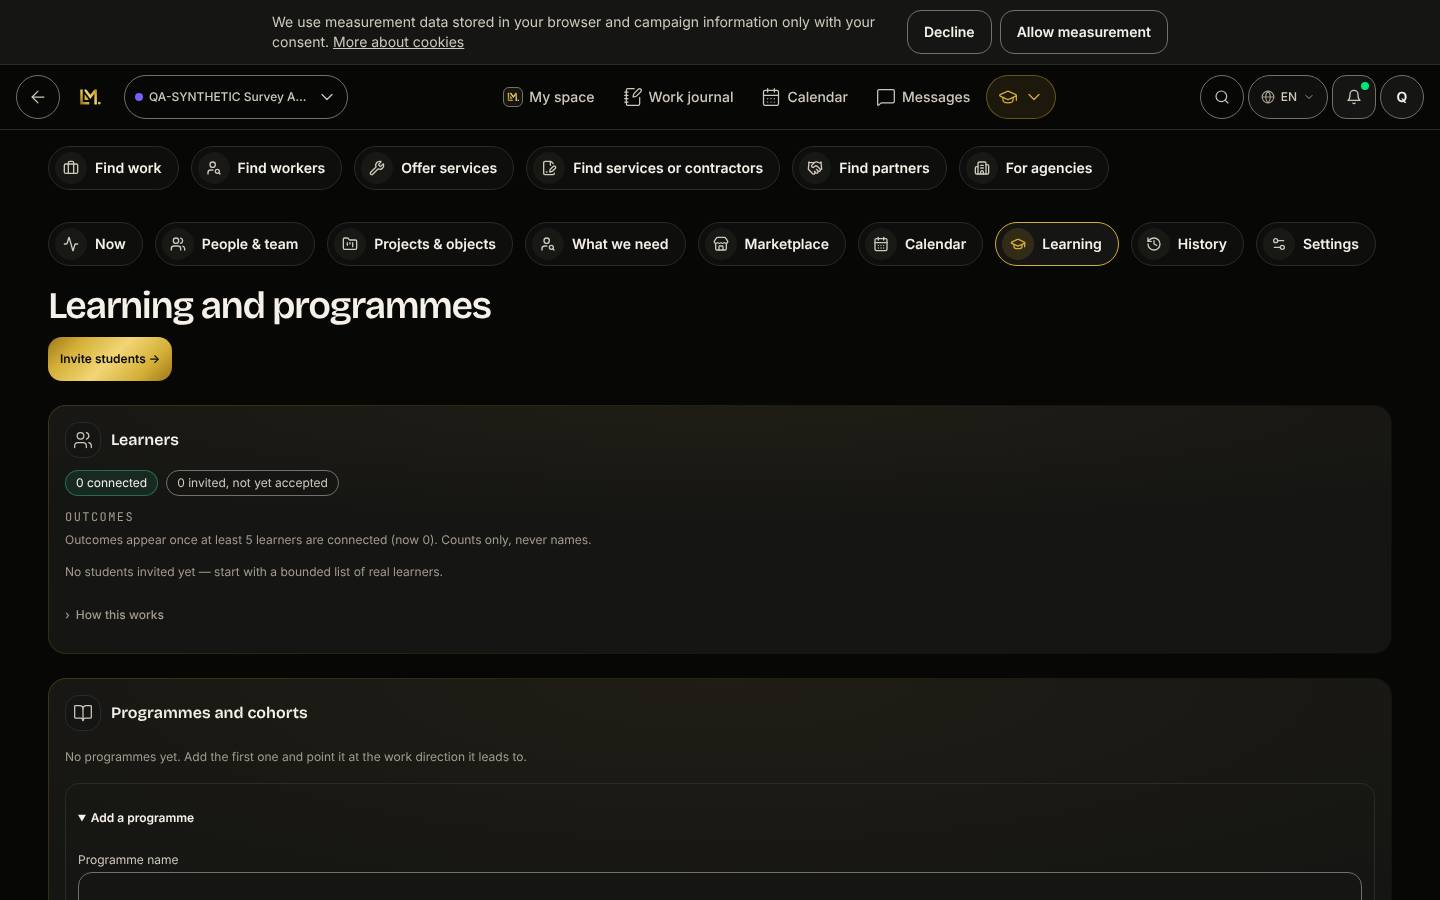 We use measurement data stored in your browser and campaign information only with your
consent. More about cookies
Decline
Allow measurement
LM.
QA-SYNTHETIC Survey A...
LM.
My space
Work journal
Calendar
Messages
EN
Q
Find work
Find workers
Offer services
Find services or contractors
Find partners
For agencies
Now
People & team
Projects & objects
What we need
Marketplace
Calendar
Learning
History
Settings
Learning and programmes
Invite students →
Learners
0 connected
0 invited, not yet accepted
OUTCOMES
Outcomes appear once at least 5 learners are connected (now 0). Counts only, never names.
No students invited yet — start with a bounded list of real learners.
› How this works
Programmes and cohorts
No programmes yet. Add the first one and point it at the work direction it leads to.
▼ Add a programme
Programme name